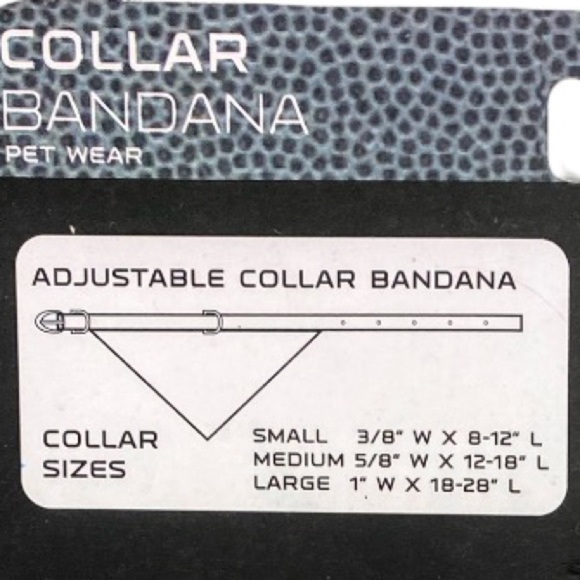 COLLAR
BANDANA
PET WEAR
ADJUSTABLE COLLAR BANDANA
COLLAR
SIZES
SMALL 3/8" W X 8-12" L
MEDIUM 5/8" W X 12-18" L
LARGE 1" W X 18-28" L